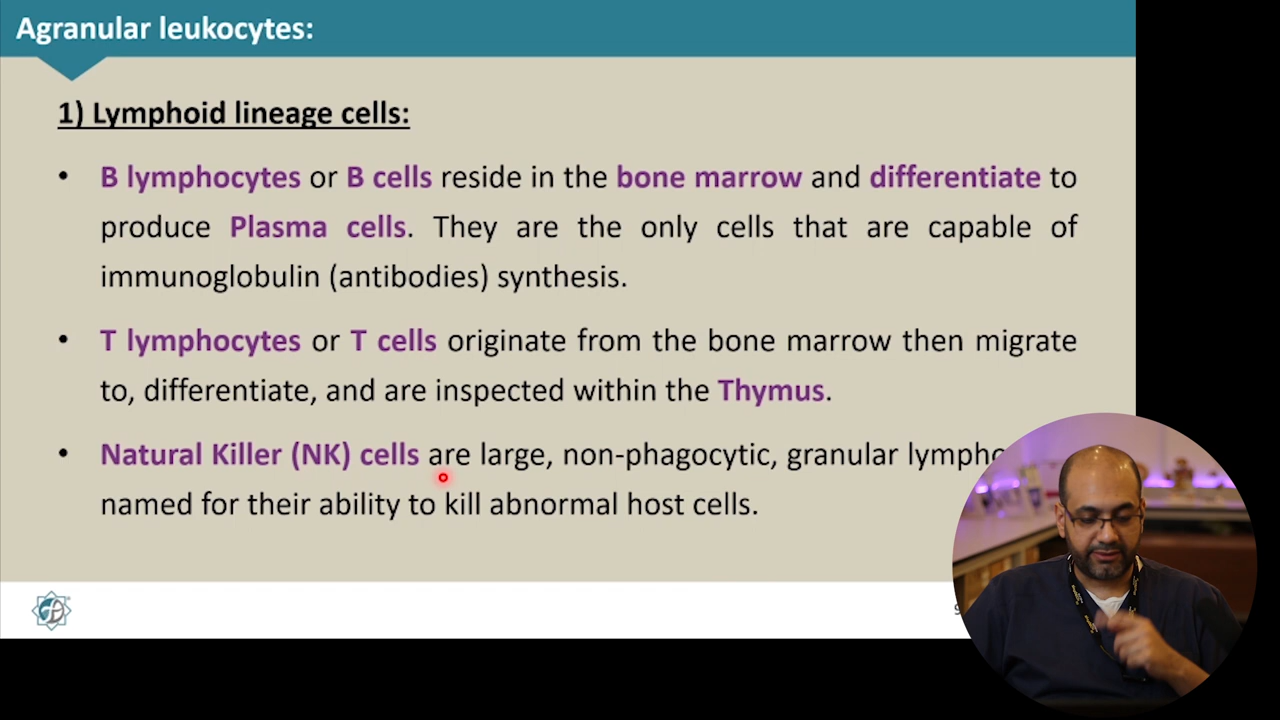 Agranular leukocytes:
1) Lymphoid lineage cells:
• B lymphocytes or B cells reside in the bone marrow and differentiate to
produce Plasma cells. They are the only cells that are capable of
immunoglobulin (antibodies) synthesis.
• T lymphocytes or T cells originate from the bone marrow then migrate
to, differentiate, and are inspected within the Thymus.
• Natural Killer (NK) cells are large, non-phagocytic, granular
named for their ability to kill abnormal host cells.